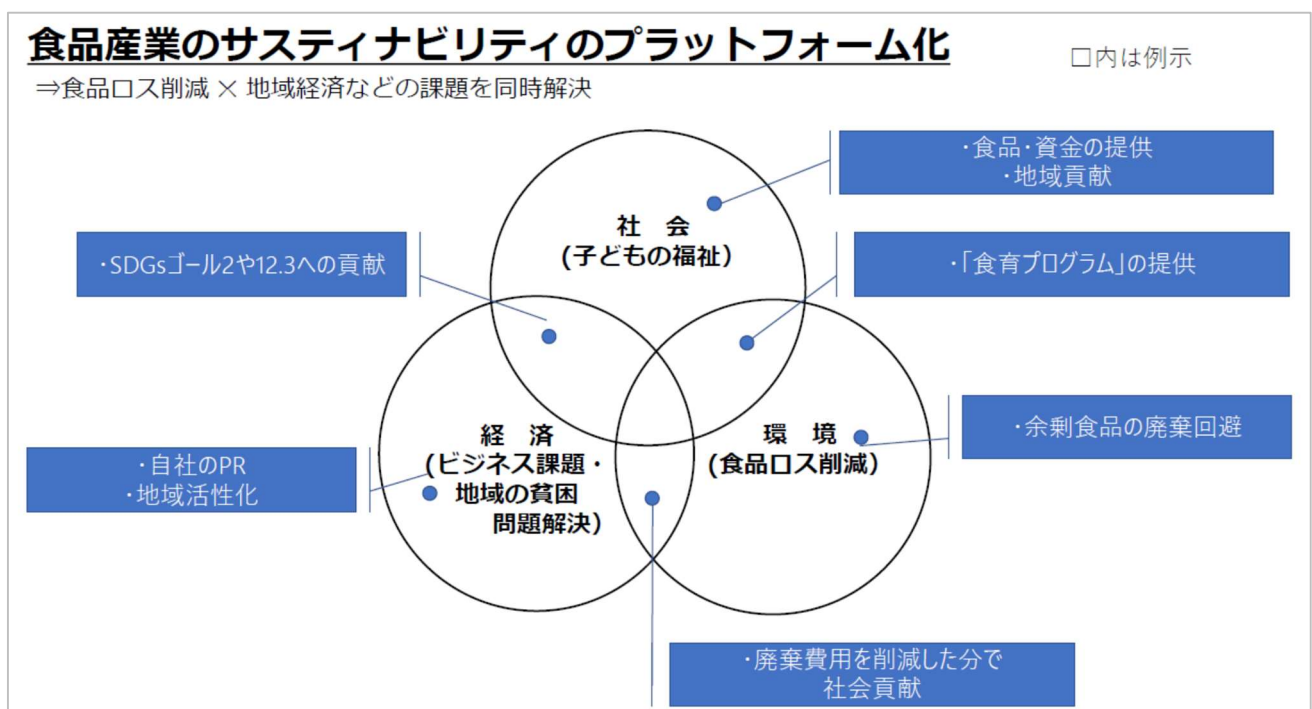 食品産業のサスティナビリティのプラットフォーム化
□内は例示
⇒食品ロス削減 × 地域経済などの課題を同時解決
・食品・資金の提供
・地域貢献
社　会
(子どもの福祉)
・SDGsゴール2や12.3への貢献
・「食育プログラム」の提供
経　済
(ビジネス課題・
地域の貧困
問題解決)
環　境
(食品ロス削減)
・余剰食品の廃棄回避
・自社のPR
・地域活性化
・廃棄費用を削減した分で
社会貢献